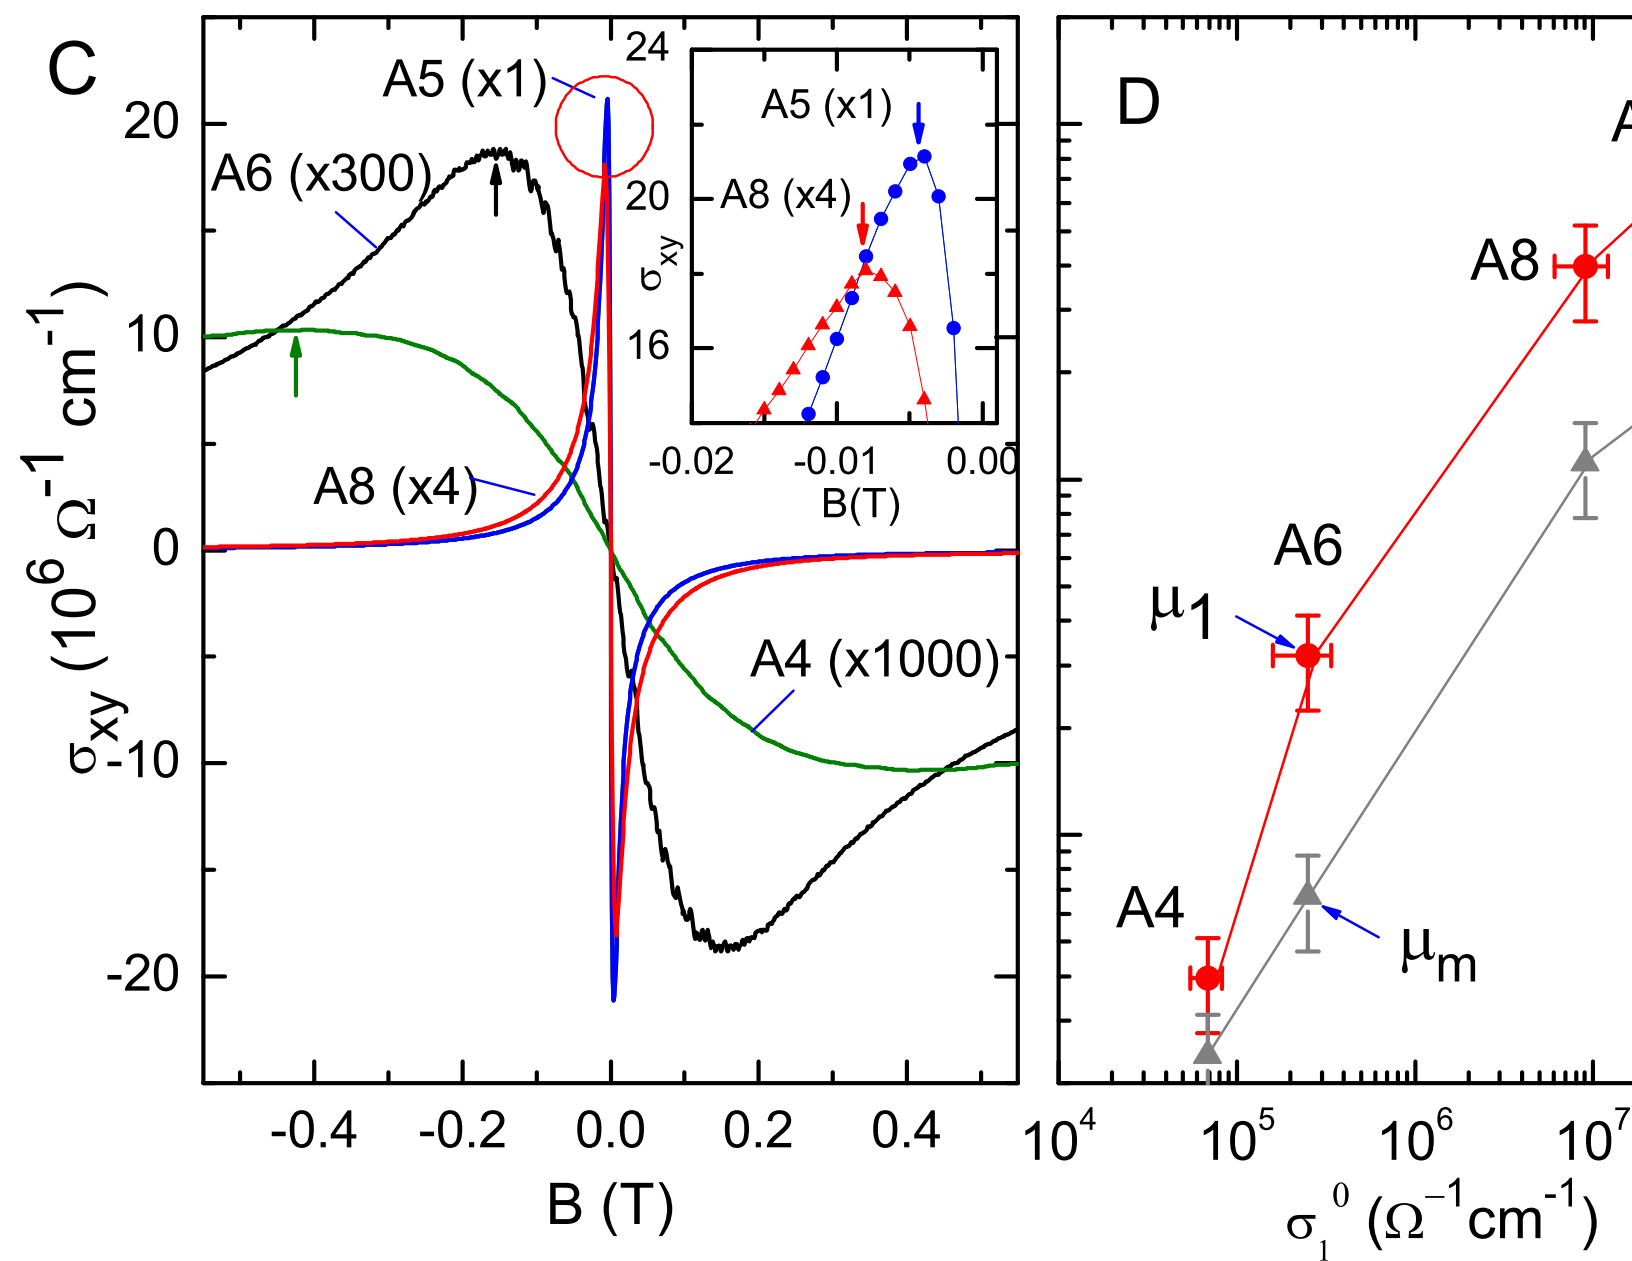 C
D
A5 (x1)
A6 (x300)
A8 (x4)
A4 (x1000)
20
10
0
-10
-20
σxy (10^6 Ω^-1 cm^-1)
-0.4 -0.2 0.0 0.2 0.4
B (T)
24
20
16
σxy
A5 (x1)
A8 (x4)
-0.02 -0.01 0.00
B(T)
A
A8
A6
μ1
A4
μm
10^4 10^5 10^6 10^7
σ1^0 (Ω^−1cm^-1)